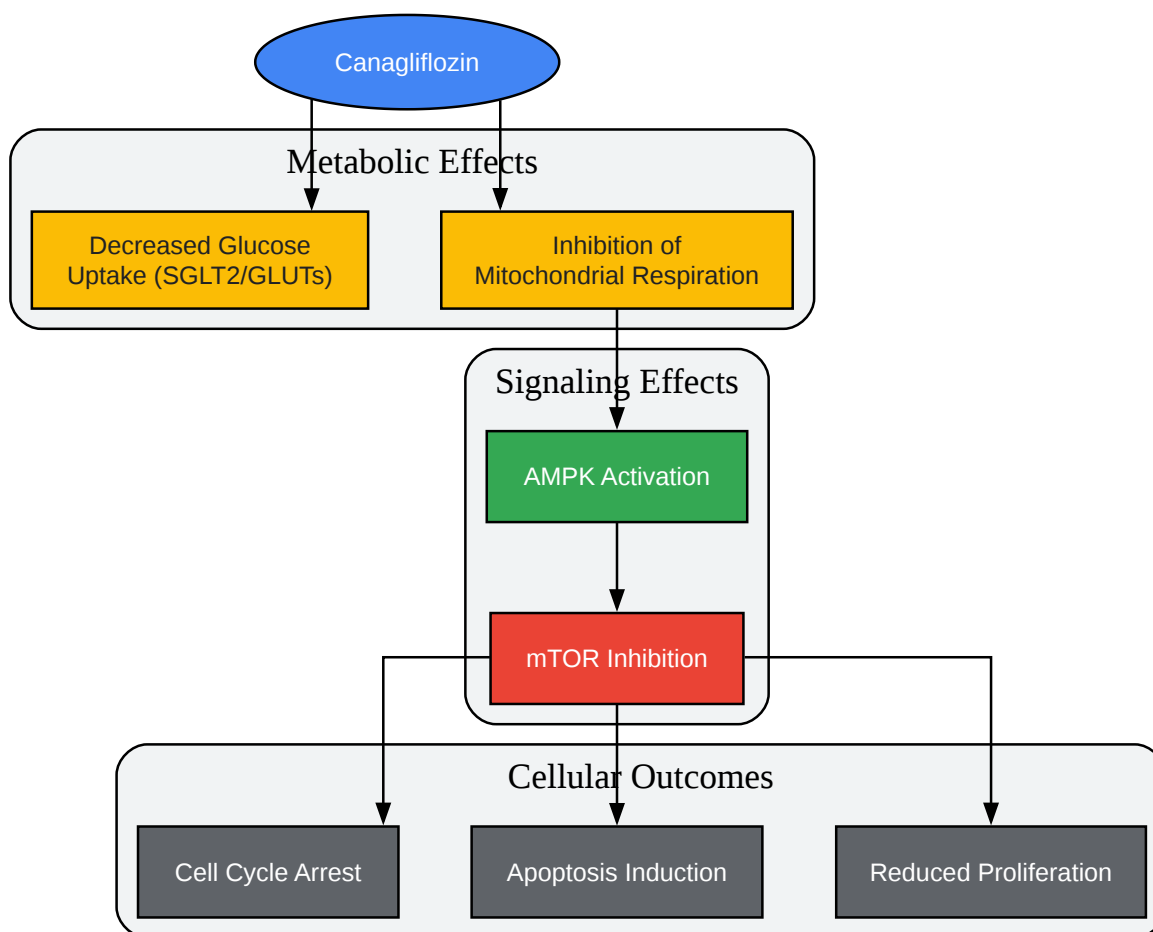 Canagliflozin
Metabolic Effects
Decreased Glucose
Uptake (SGLT2/GLUTs)
Inhibition of
Mitochondrial Respiration
Signaling Effects
AMPK Activation
mTOR Inhibition
Cellular Outcomes
Cell Cycle Arrest
Apoptosis Induction
Reduced Proliferation